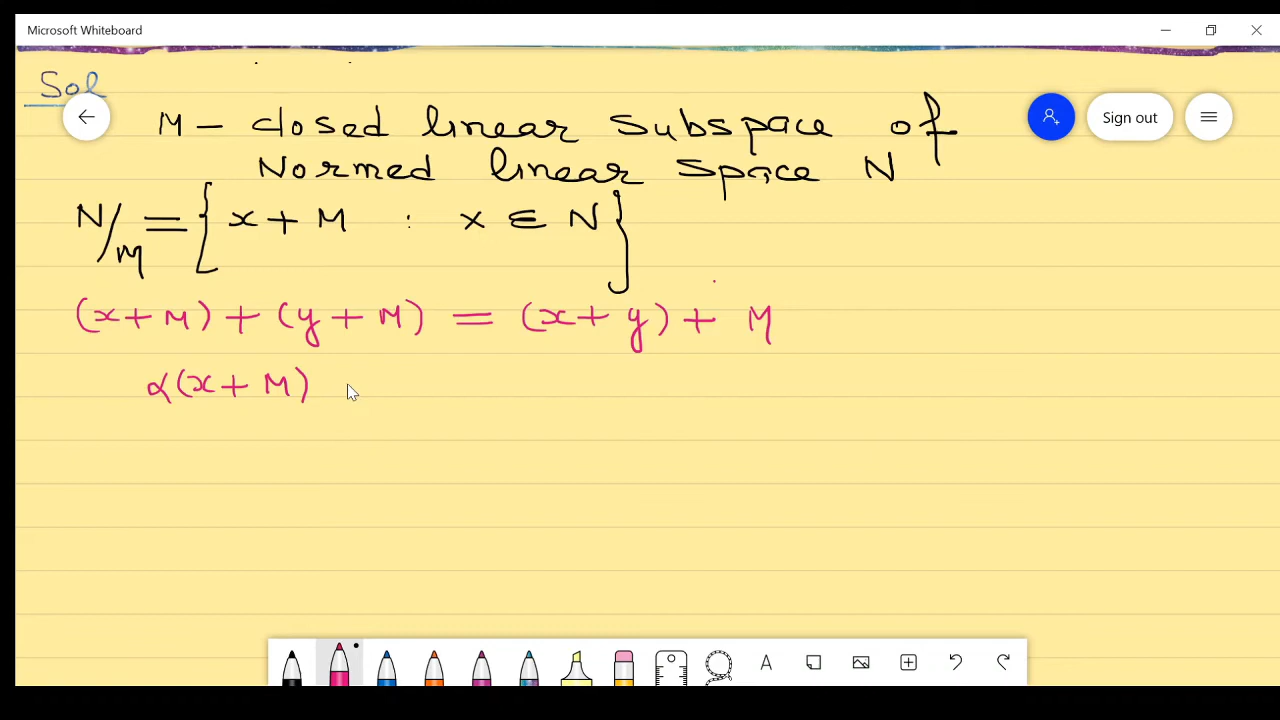 Microsoft Whiteboard
Sol
Sign out
M - closed linear subspace of
Normed linear space N
N/M = {x + M : x ∈ N}
(x + M) + (y + M) = (x + y) + M
α(x + M)